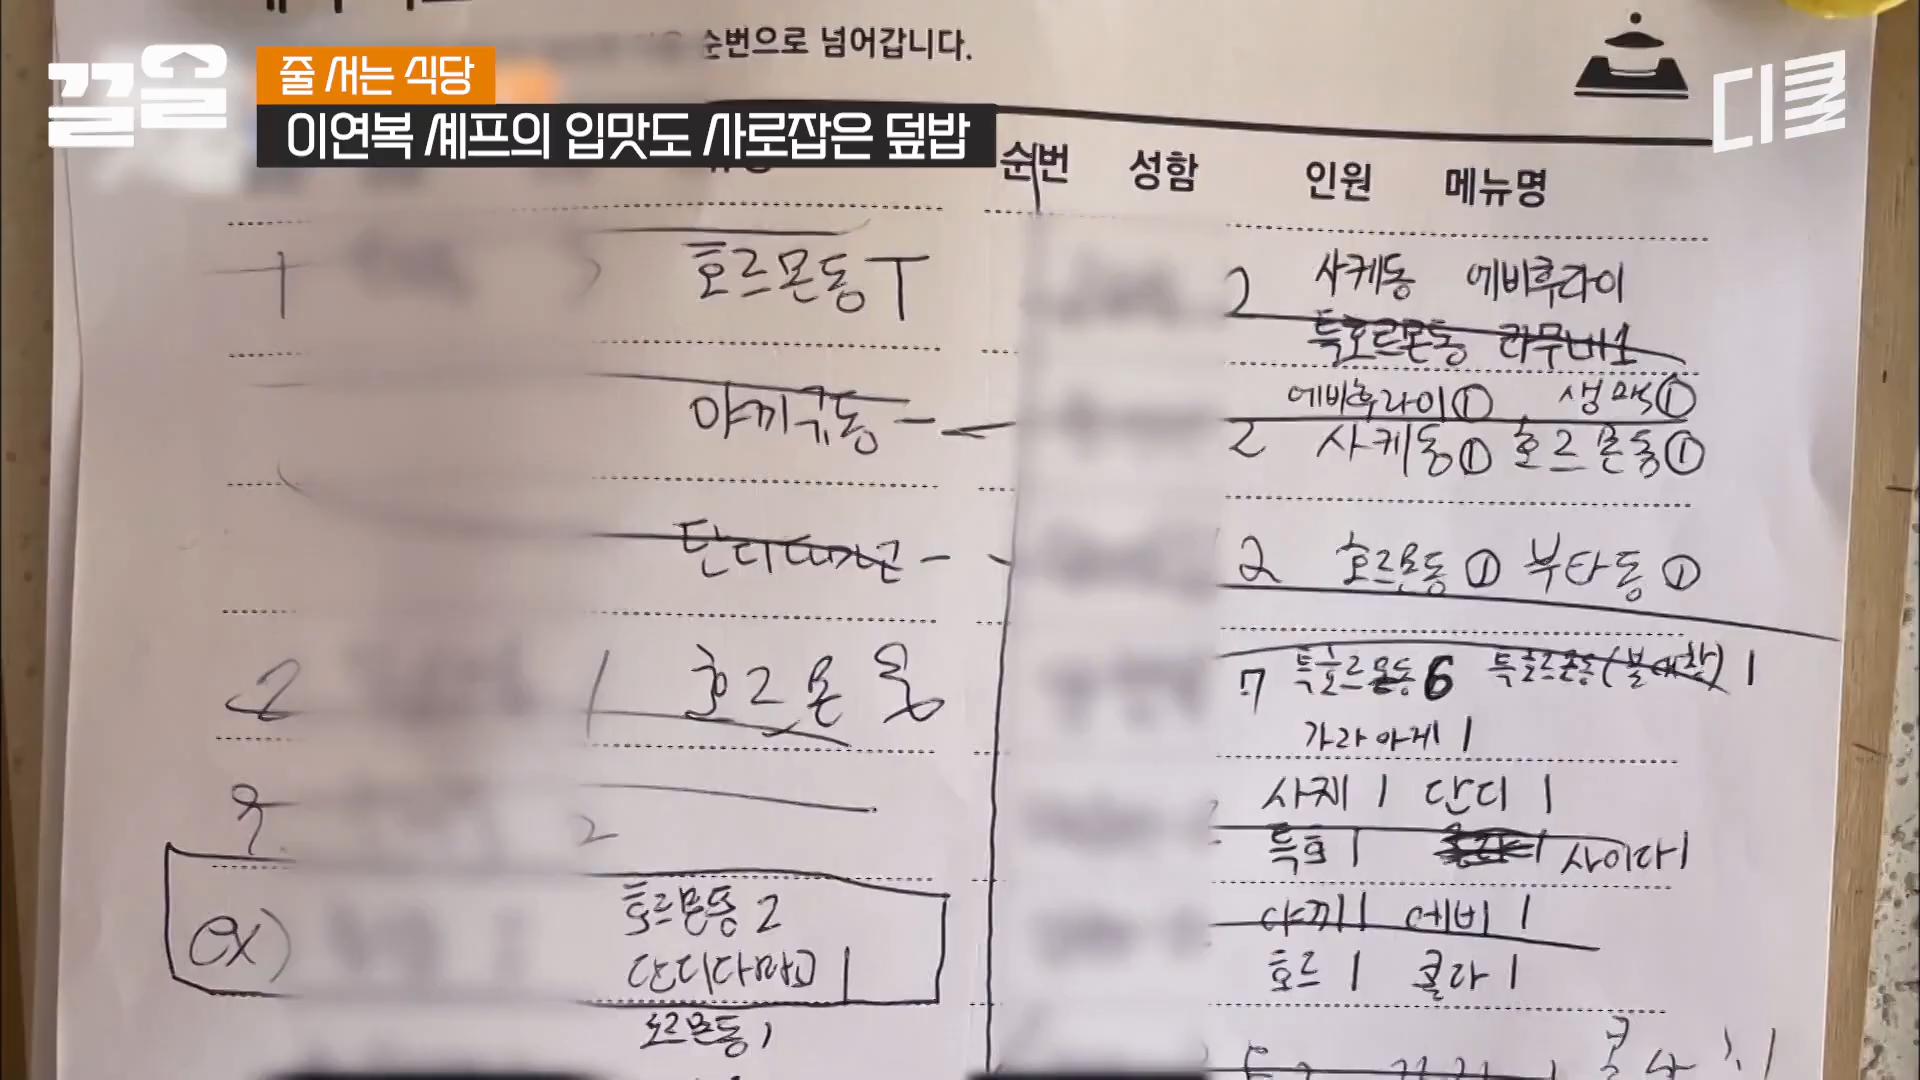 끌올
줄 서는 식당
이연복 셰프의 입맛도 사로잡은 덮밥
디글
순번으로 넘어갑니다.
순번 성함 인원 메뉴명
호르몬동
야끼규동
2 1 호르몬동
2
ex) 호르몬동 2
단디다마고 1
호르몬동 1
2 사케동 에비후라이
특호르몬동
에비후라이① 생맥①
2 사케동① 호르몬동①
2 호르몬동① 부타동①
7 특호르몬동 6 특호르몬동 1
가라아게 1
사케 1 단디 1
특호 1 사이다 1
야끼 1 에비 1
호르 1 콜라 1